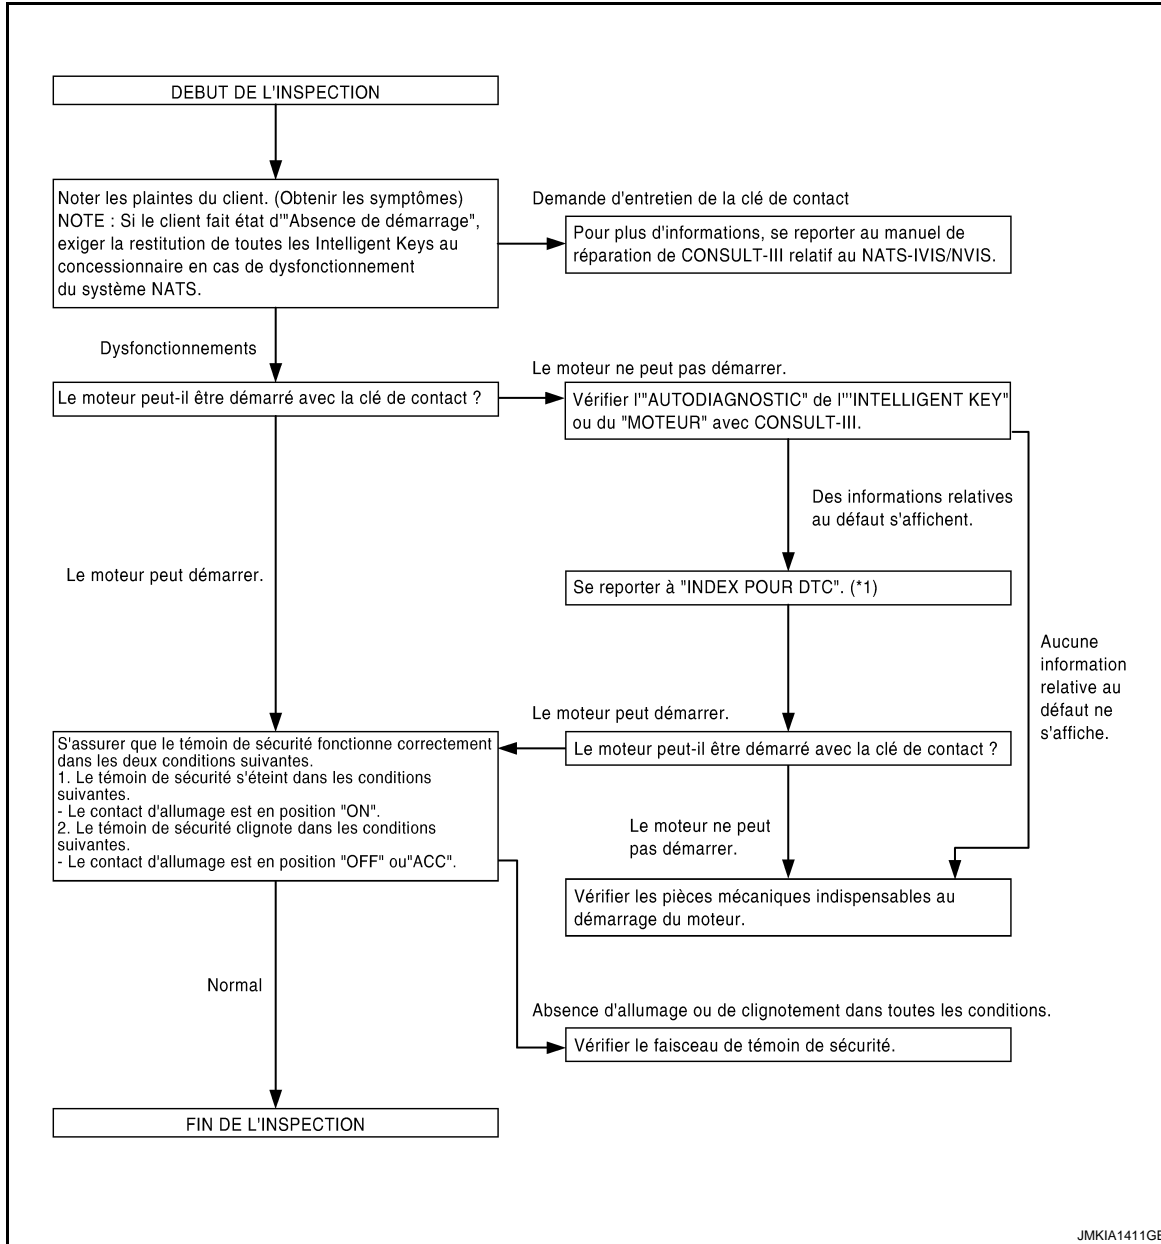 DEBUT DE L'INSPECTION
Noter les plaintes du client. (Obtenir les symptômes)
NOTE : Si le client fait état d'"Absence de démarrage",
exiger la restitution de toutes les Intelligent Keys au
concessionnaire en cas de dysfonctionnement
du système NATS.
Demande d'entretien de la clé de contact
Pour plus d'informations, se reporter au manuel de
réparation de CONSULT-III relatif au NATS-IVIS/NVIS.
Dysfonctionnements
Le moteur peut-il être démarré avec la clé de contact ?
Le moteur ne peut pas démarrer.
Vérifier l'"AUTODIAGNOSTIC" de l'"INTELLIGENT KEY"
ou du "MOTEUR" avec CONSULT-III.
Des informations relatives
au défaut s'affichent.
Le moteur peut démarrer.
Se reporter à "INDEX POUR DTC". (*1)
Aucune
information
relative au
défaut ne
s'affiche.
Le moteur peut démarrer.
Le moteur peut-il être démarré avec la clé de contact ?
S'assurer que le témoin de sécurité fonctionne correctement
dans les deux conditions suivantes.
1. Le témoin de sécurité s'éteint dans les conditions
suivantes.
- Le contact d'allumage est en position "ON".
2. Le témoin de sécurité clignote dans les conditions
suivantes.
- Le contact d'allumage est en position "OFF" ou"ACC".
Le moteur ne peut
pas démarrer.
Vérifier les pièces mécaniques indispensables au
démarrage du moteur.
Normal
Absence d'allumage ou de clignotement dans toutes les conditions.
Vérifier le faisceau de témoin de sécurité.
FIN DE L'INSPECTION
JMKIA1411GB